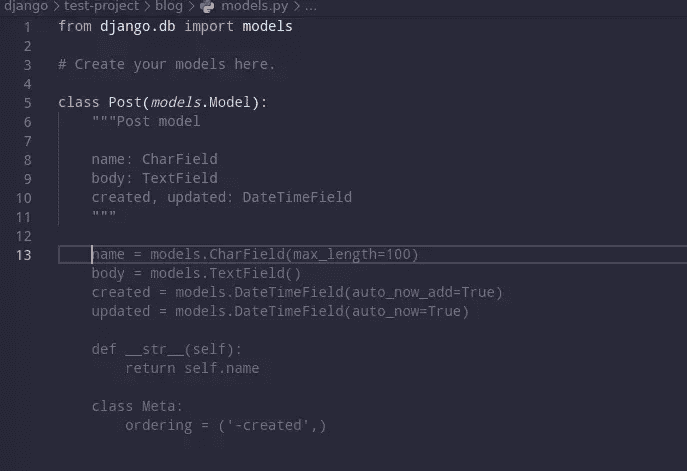 django > test-project > blog > models.py > ...
1 from django.db import models
2
3 # Create your models here.
4
5 class Post(models.Model):
6     """Post model
7
8     name: CharField
9     body: TextField
10     created, updated: DateTimeField
11     """
12
13     name = models.CharField(max_length=100)
    body = models.TextField()
    created = models.DateTimeField(auto_now_add=True)
    updated = models.DateTimeField(auto_now=True)

    def __str__(self):
        return self.name

    class Meta:
        ordering = ('-created',)